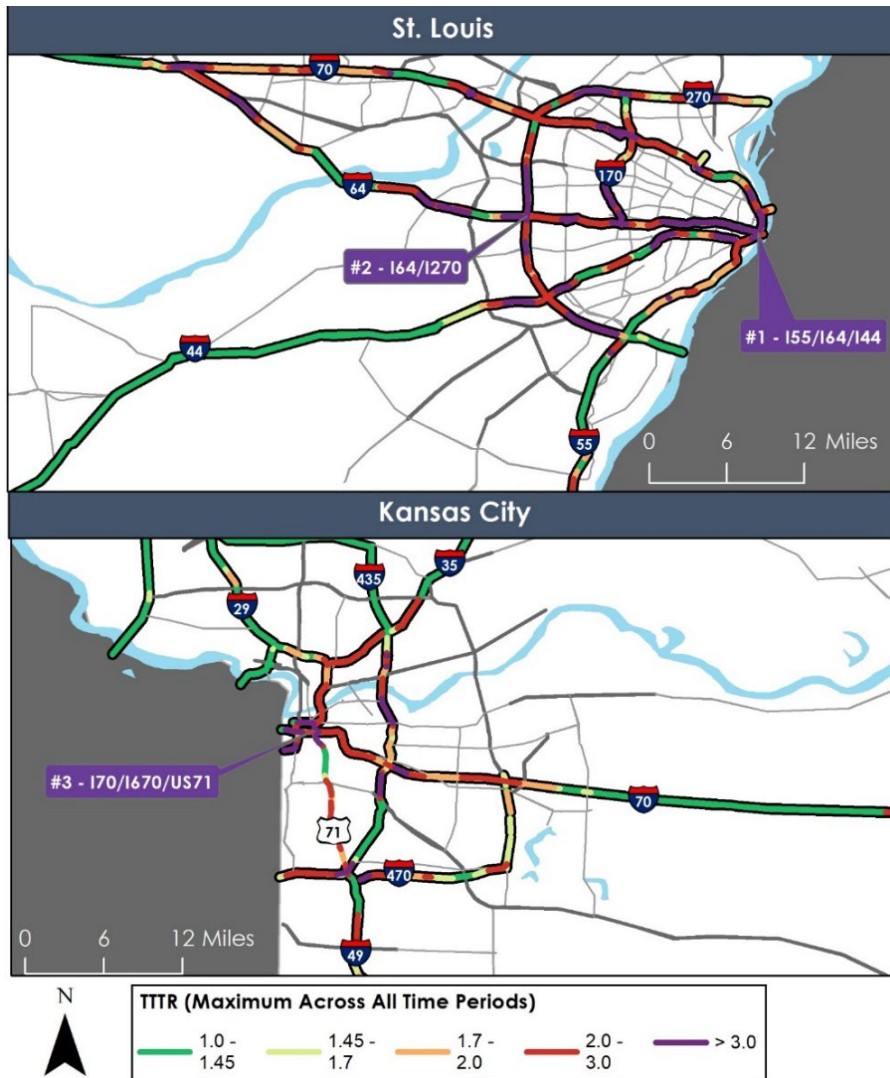 St. Louis
70
270
170
64
#2 - I64/I270
#1 - I55/I64/I44
44
55
0 6 12 Miles
Kansas City
35
435
29
#3 - I70/I670/US71
70
71
470
0 6 12 Miles
49
N
TTTR (Maximum Across All Time Periods)
1.0 - 1.45 1.45 - 1.7 1.7 - 2.0 2.0 - 3.0 > 3.0